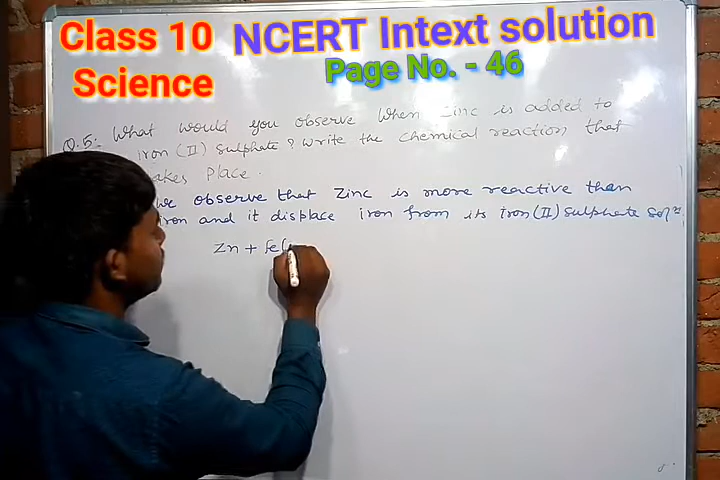 Class 10 NCERT Intext solution
Science Page No. - 46
Q.5:- What would you observe when zinc is added to
iron (II) sulphate? Write the chemical reaction that
takes place.
we observe that Zinc is more reactive than
iron and it displace iron from its iron (II) sulphate solⁿ
Zn + Fe